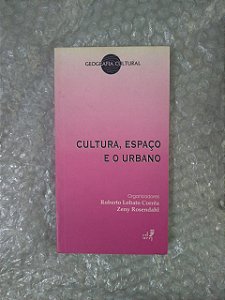 GEOGRAFIA CULTURAL
CULTURA, ESPAÇO
E O URBANO
Organizadores
Roberto Lobato Corrêa
Zeny Rosendahl